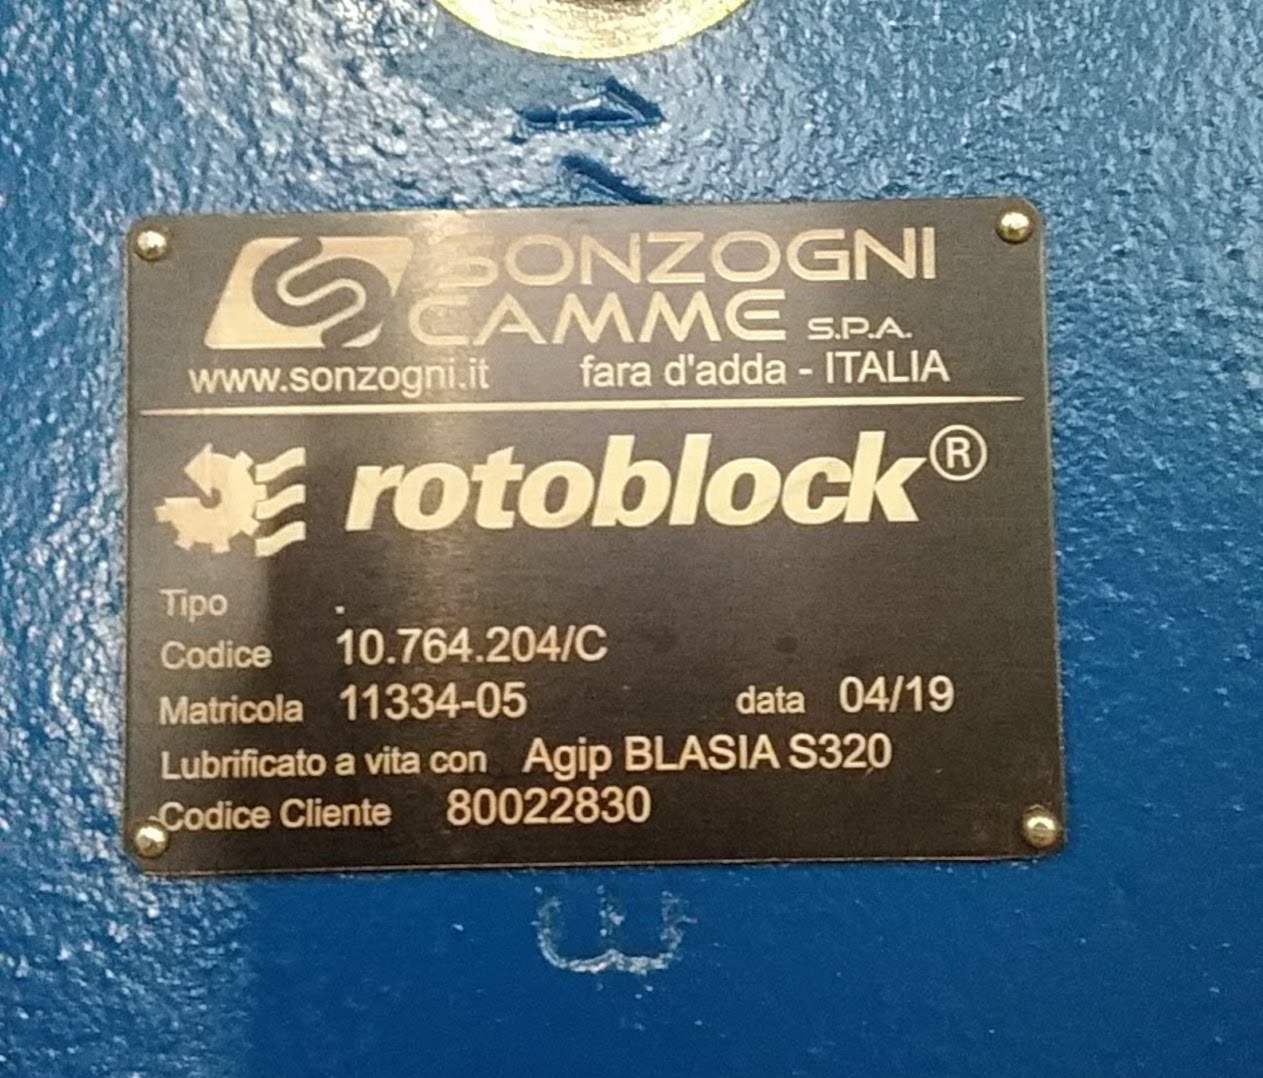 SONZOGNI
CAMME S.P.A.
www.sonzogni.it fara d'adda - ITALIA
rotoblock®
Tipo .
Codice 10.764.204/C
Matricola 11334-05 data 04/19
Lubrificato a vita con Agip BLASIA S320
Codice Cliente 80022830